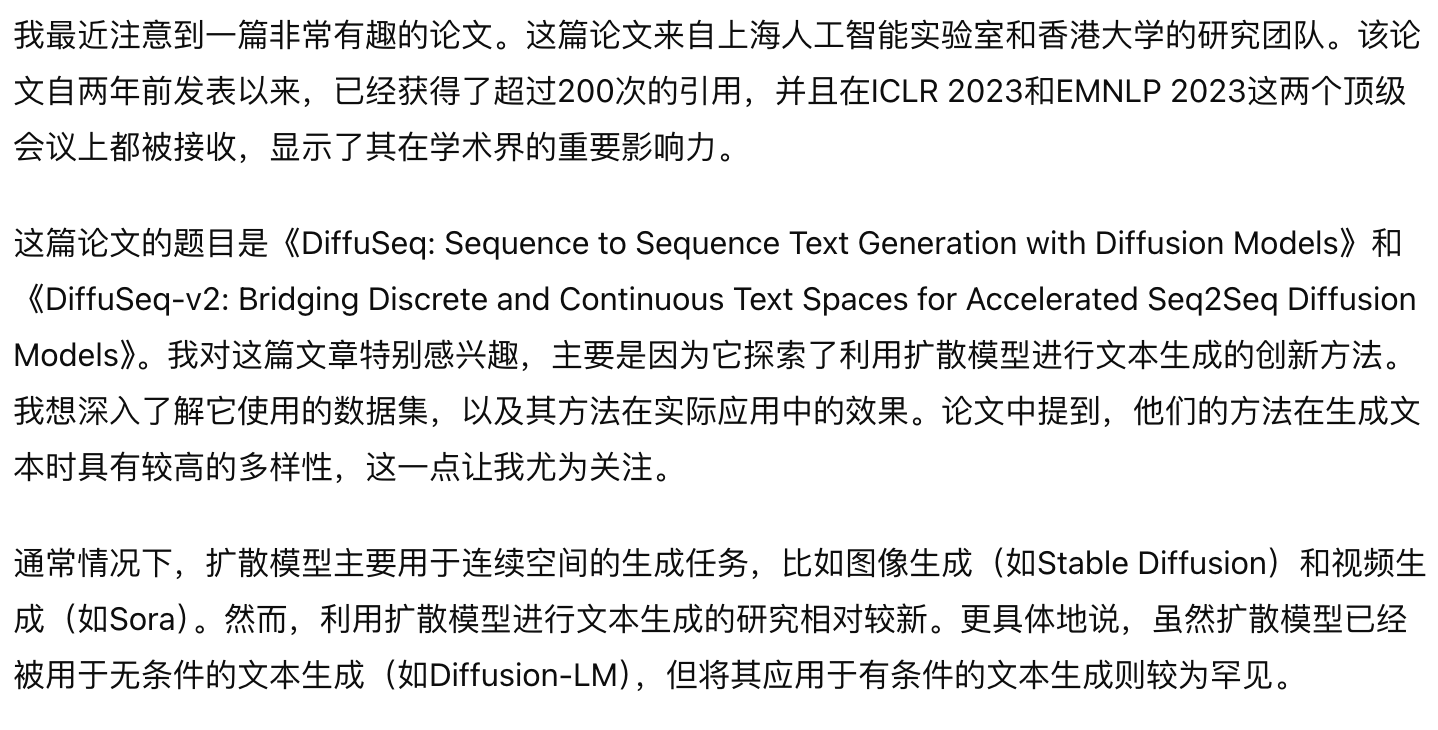 我最近注意到一篇非常有趣的论文。这篇论文来自上海人工智能实验室和香港大学的研究团队。该论
文自两年前发表以来，已经获得了超过200次的引用，并且在ICLR 2023和EMNLP 2023这两个顶级
会议上都被接收，显示了其在学术界的重要影响力。
这篇论文的题目是《DiffuSeq: Sequence to Sequence Text Generation with Diffusion Models》和
《DiffuSeq-v2: Bridging Discrete and Continuous Text Spaces for Accelerated Seq2Seq Diffusion
Models》。我对这篇文章特别感兴趣，主要是因为它探索了利用扩散模型进行文本生成的创新方法。
我想深入了解它使用的数据集，以及其方法在实际应用中的效果。论文中提到，他们的方法在生成文
本时具有较高的多样性，这一点让我尤为关注。
通常情况下，扩散模型主要用于连续空间的生成任务，比如图像生成（如Stable Diffusion）和视频生
成（如Sora）。然而，利用扩散模型进行文本生成的研究相对较新。更具体地说，虽然扩散模型已经
被用于无条件的文本生成（如Diffusion-LM），但将其应用于有条件的文本生成则较为罕见。